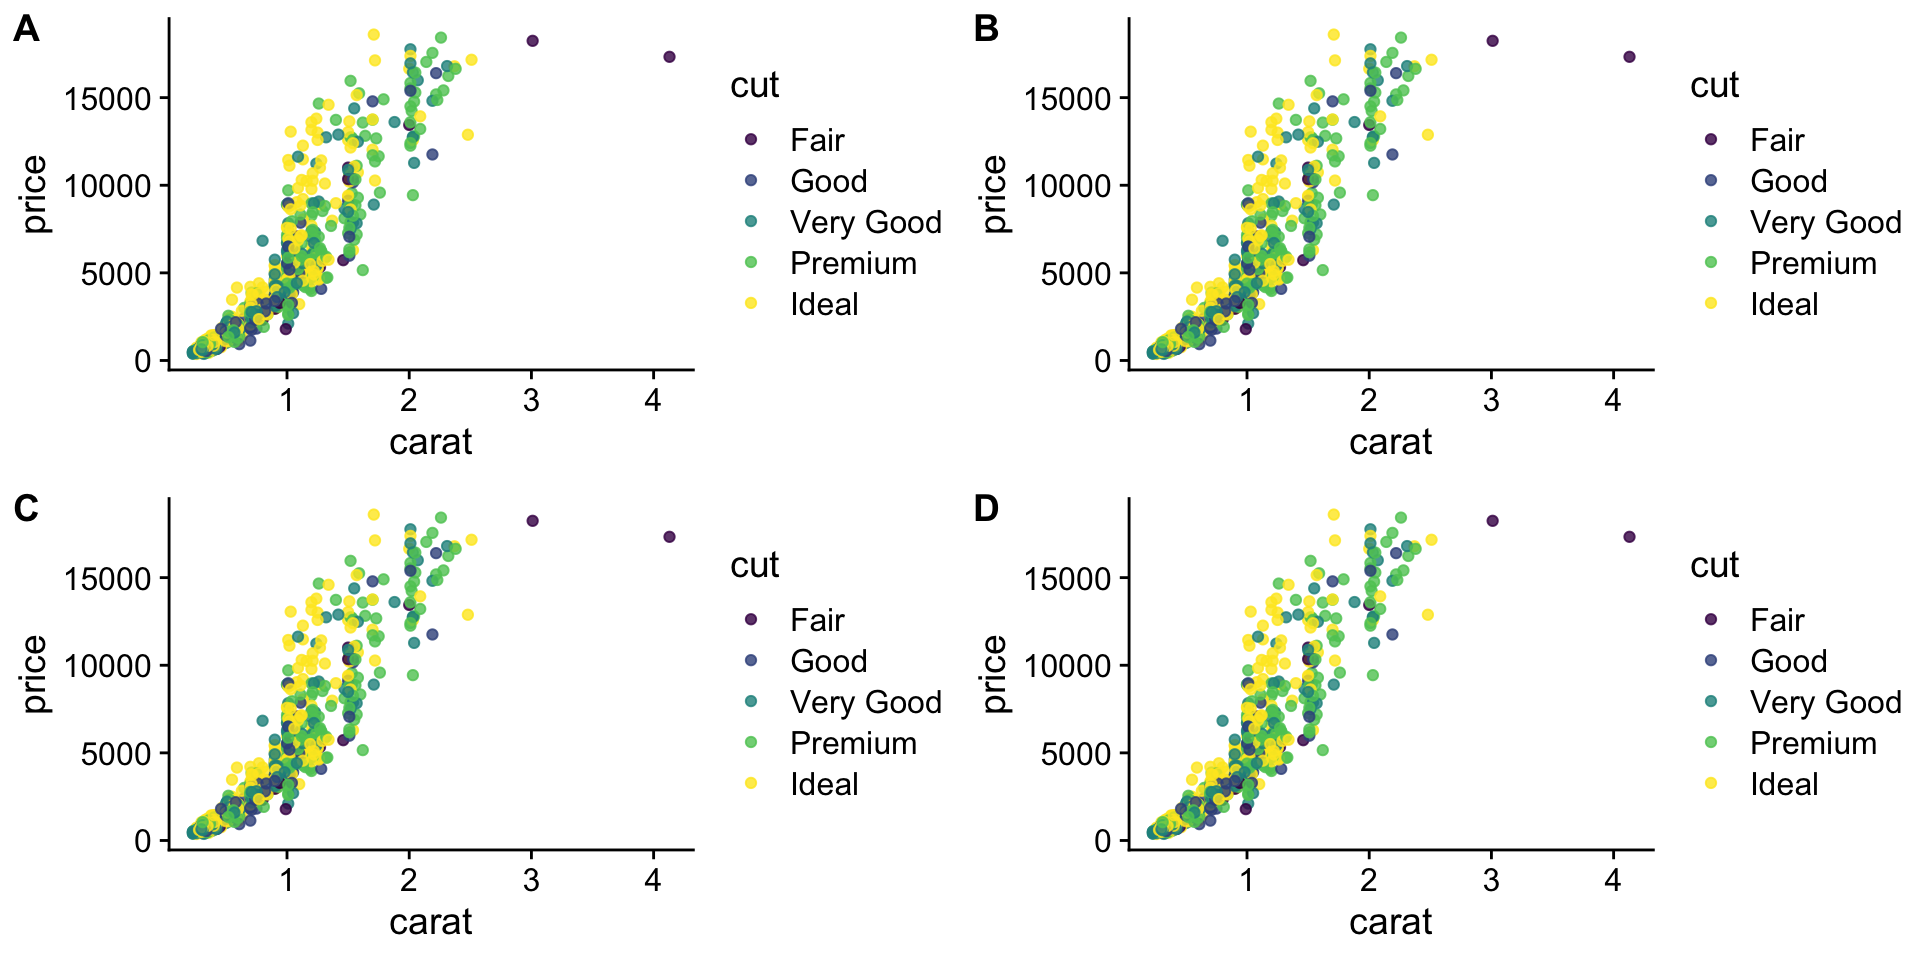 A
price
15000
10000
5000
0
1 2 3 4
carat
cut
Fair
Good
Very Good
Premium
Ideal
B
price
15000
10000
5000
0
1 2 3 4
carat
cut
Fair
Good
Very Good
Premium
Ideal
C
price
15000
10000
5000
0
1 2 3 4
carat
cut
Fair
Good
Very Good
Premium
Ideal
D
price
15000
10000
5000
0
1 2 3 4
carat
cut
Fair
Good
Very Good
Premium
Ideal